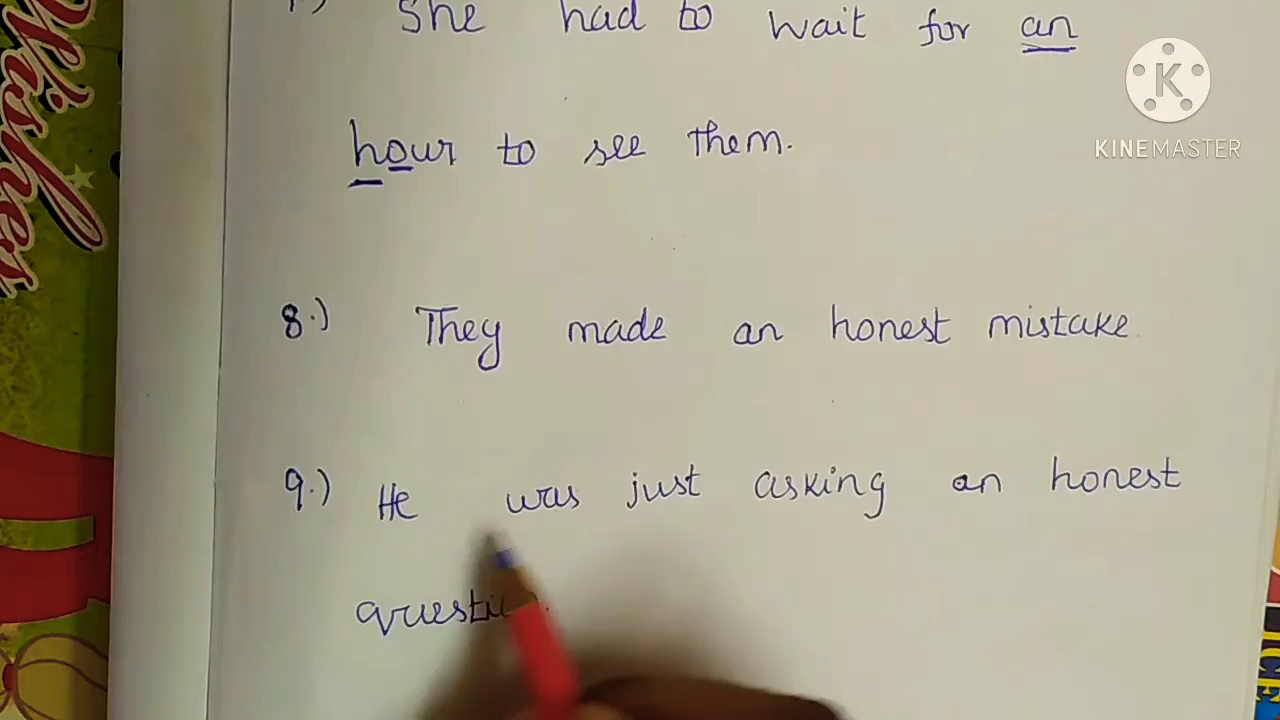 She had to wait for an
hour to see them.
8.) They made an honest mistake
9.) He was just asking an honest
K
KINEMASTER